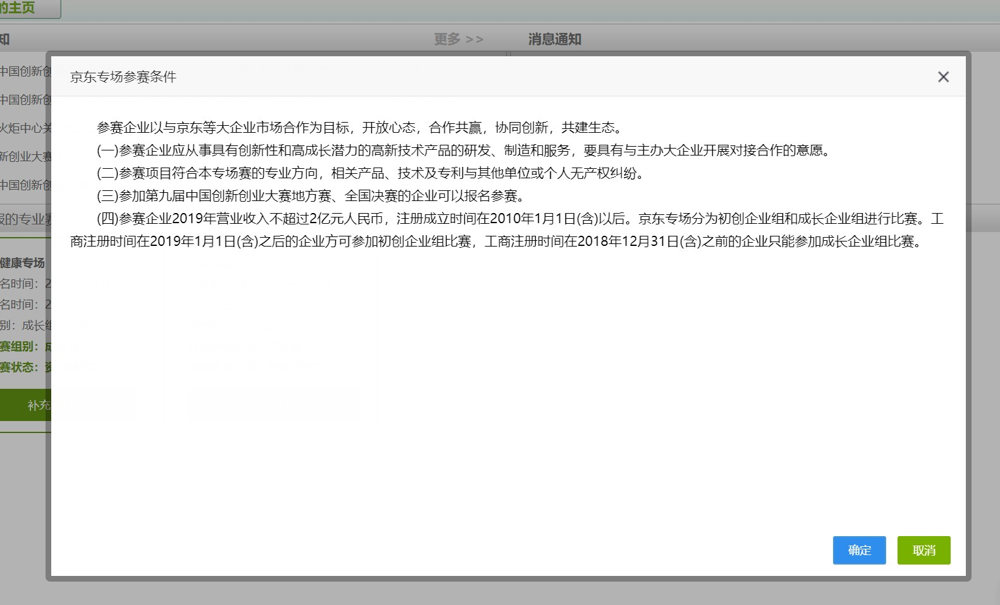 的主页
知
更多 >>
消息通知
中国创新创
中国创新创
火炬中心关
新创业大赛
中国创新创
报的专业赛
健康专场
名时间：2
名时间：2
别：成长组
赛组别：成
赛状态：资
补充
京东专场参赛条件
参赛企业以与京东等大企业市场合作为目标，开放心态，合作共赢，协同创新，共建生态。
(一)参赛企业应从事具有创新性和高成长潜力的高新技术产品的研发、制造和服务，要具有与主办大企业开展对接合作的意愿。
(二)参赛项目符合本专场赛的专业方向，相关产品、技术及专利与其他单位或个人无产权纠纷。
(三)参加第九届中国创新创业大赛地方赛、全国决赛的企业可以报名参赛。
(四)参赛企业2019年营业收入不超过2亿元人民币，注册成立时间在2010年1月1日(含)以后。京东专场分为初创企业组和成长企业组进行比赛。工
商注册时间在2019年1月1日(含)之后的企业方可参加初创企业组比赛，工商注册时间在2018年12月31日(含)之前的企业只能参加成长企业组比赛。
确定
取消